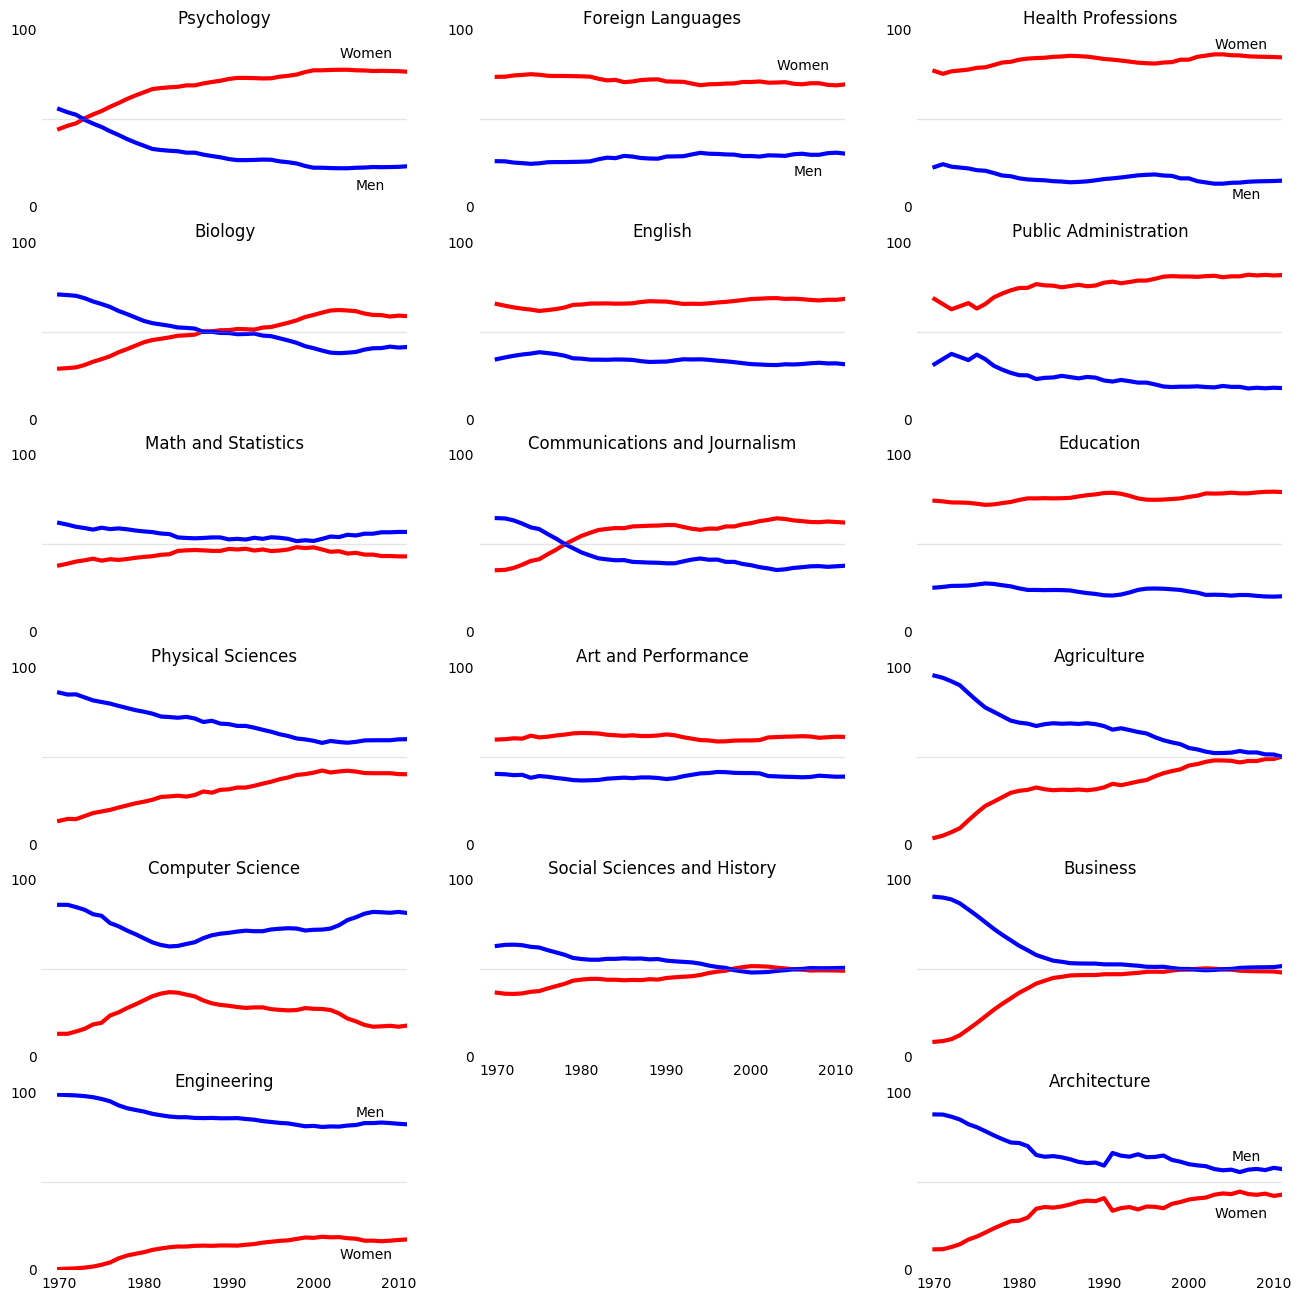 Psychology
100
Women
Men
0
Foreign Languages
100
Women
Men
0
Health Professions
100
Women
Men
0
Biology
100
0
English
100
0
Public Administration
100
0
Math and Statistics
100
0
Communications and Journalism
100
0
Education
100
0
Physical Sciences
100
0
Art and Performance
100
0
Agriculture
100
0
Computer Science
100
0
Social Sciences and History
100
0
1970 1980 1990 2000 2010
Business
100
0
Engineering
100
Men
Women
0
1970 1980 1990 2000 2010
Architecture
100
Men
Women
0
1970 1980 1990 2000 2010